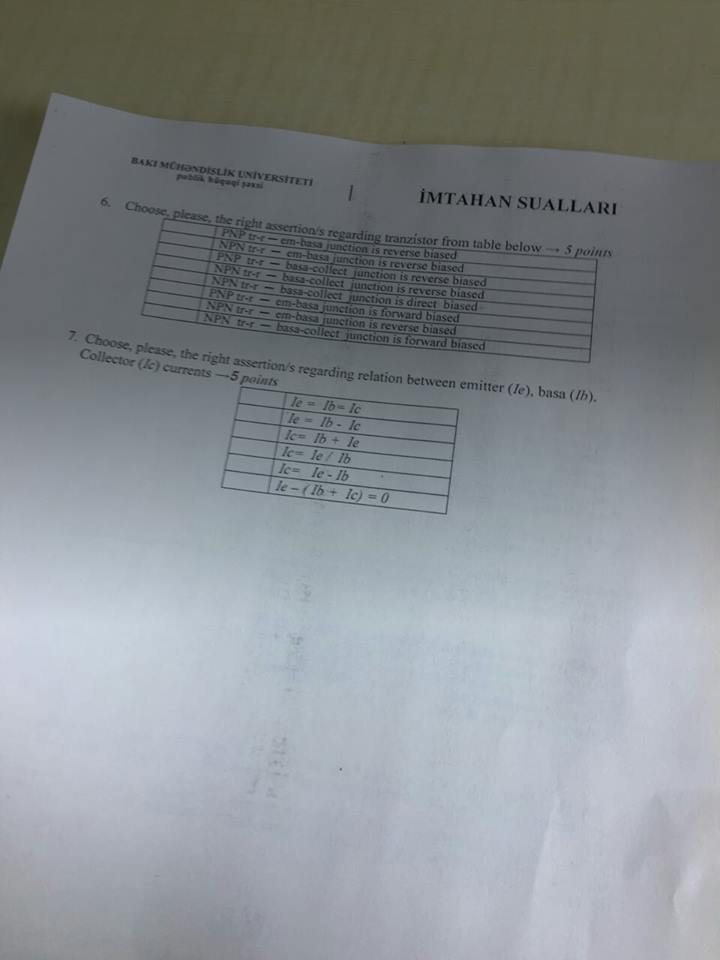 BAKI MÜHƏNDİSLİK UNİVERSİTETİ
publik hüquqi şəxsi
İMTAHAN SUALLARI
6. Choose, please, the right assertion/s regarding tranzistor from table below → 5 points
PNP tr-r — em-basa junction is reverse biased
NPN tr-r — em-basa junction is reverse biased
PNP tr-r — basa-collect junction is reverse biased
NPN tr-r — basa-collect junction is reverse biased
NPN tr-r — basa-collect junction is direct biased
PNP tr-r — em-basa junction is forward biased
NPN tr-r — em-basa junction is reverse biased
NPN tr-r — basa-collect junction is forward biased
7. Choose, please, the right assertion/s regarding relation between emitter (Ie), basa (Ib).
Collector (Ic) currents →5 points
Ie = Ib= Ic
Ie = Ib - Ic
Ic= Ib + Ie
Ic= Ie / Ib
Ic= Ie - Ib
Ie – ( Ib + Ic) = 0